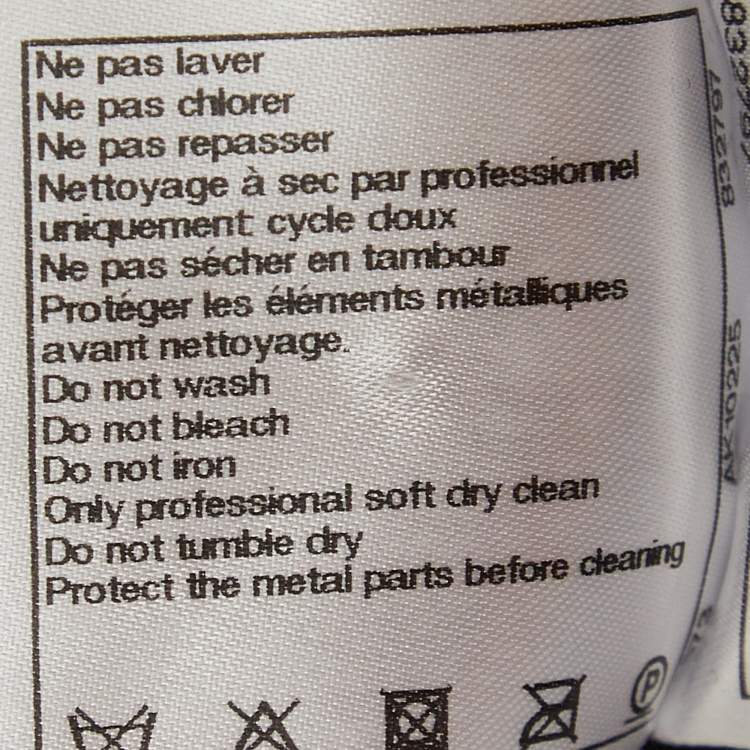 Ne pas laver
Ne pas chlorer
Ne pas repasser
Nettoyage à sec par professionnel
uniquement cycle doux
Ne pas sécher en tambour
Protéger les éléments métalliques
avant nettoyage.
Do not wash
Do not bleach
Do not iron
Only professional soft dry clean
Do not tumble dry
Protect the metal parts before cleaning
P
832797